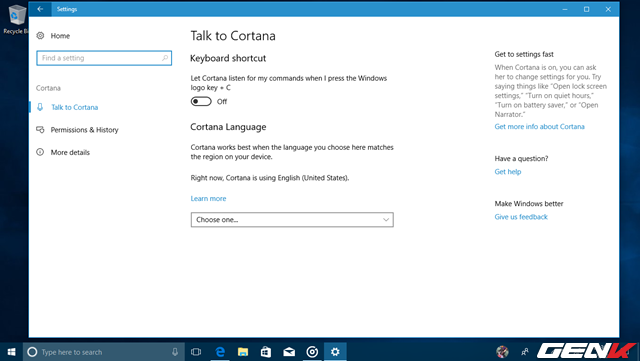 Recycle Bin
Settings
Home
Find a setting
Cortana
Talk to Cortana
Permissions & History
More details
Talk to Cortana
Keyboard shortcut
Let Cortana listen for my commands when I press the Windows
logo key + C
Off
Cortana Language
Cortana works best when the language you choose here matches
the region on your device.
Right now, Cortana is using English (United States).
Learn more
Choose one...
Get to settings fast
When Cortana is on, you can ask
her to change settings for you. Try
saying things like "Open lock screen
settings," "Turn on quiet hours,"
"Turn on battery saver," or "Open
Narrator."
Get more info about Cortana
Have a question?
Get help
Make Windows better
Give us feedback
Type here to search
GENK